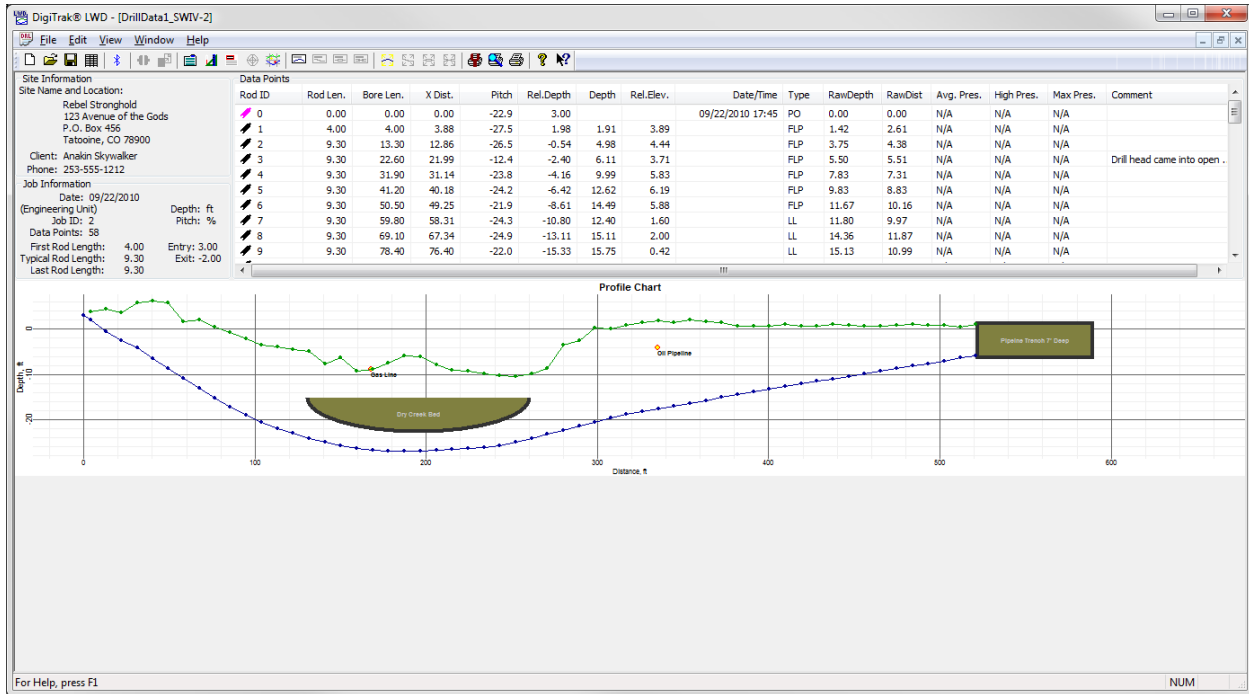 DigiTrak® LWD - [DrillData1_SWIV-2]
File Edit View Window Help
Site Information
Site Name and Location:
Rebel Stronghold
123 Avenue of the Gods
P.O. Box 456
Tatooine, CO 78900
Client: Anakin Skywalker
Phone: 253-555-1212
Job Information
Date: 09/22/2010
(Engineering Unit) Depth: ft
Job ID: 2 Pitch: %
Data Points: 58
First Rod Length: 4.00 Entry: 3.00
Typical Rod Length: 9.30 Exit: -2.00
Last Rod Length: 9.30
Data Points
Rod ID Rod Len. Bore Len. X Dist. Pitch Rel.Depth Depth Rel.Elev. Date/Time Type RawDepth RawDist Avg. Pres. High Pres. Max Pres. Comment
0 0.00 0.00 0.00 -22.9 3.00 09/22/2010 17:45 PO 0.00 0.00 N/A N/A N/A
1 4.00 4.00 3.88 -27.5 1.98 1.91 3.89 FLP 1.42 2.61 N/A N/A N/A
2 9.30 13.30 12.86 -26.5 -0.54 4.98 4.44 FLP 3.75 4.38 N/A N/A N/A
3 9.30 22.60 21.99 -12.4 -2.40 6.11 3.71 FLP 5.50 5.51 N/A N/A N/A Drill head came into open ..
4 9.30 31.90 31.14 -23.8 -4.16 9.99 5.83 FLP 7.83 7.31 N/A N/A N/A
5 9.30 41.20 40.18 -24.2 -6.42 12.62 6.19 FLP 9.83 8.83 N/A N/A N/A
6 9.30 50.50 49.25 -21.9 -8.61 14.49 5.88 FLP 11.67 10.16 N/A N/A N/A
7 9.30 59.80 58.31 -24.3 -10.80 12.40 1.60 LL 11.80 9.97 N/A N/A N/A
8 9.30 69.10 67.34 -24.9 -13.11 15.11 2.00 LL 14.36 11.87 N/A N/A N/A
9 9.30 78.40 76.40 -22.0 -15.33 15.75 0.42 LL 15.13 10.99 N/A N/A N/A
Profile Chart
Depth, ft
0
-10
-20
Gas Line
Dry Creek Bed
Oil Pipeline
Pipeline Trench 7' Deep
0 100 200 300 400 500 600
Distance, ft
For Help, press F1 NUM